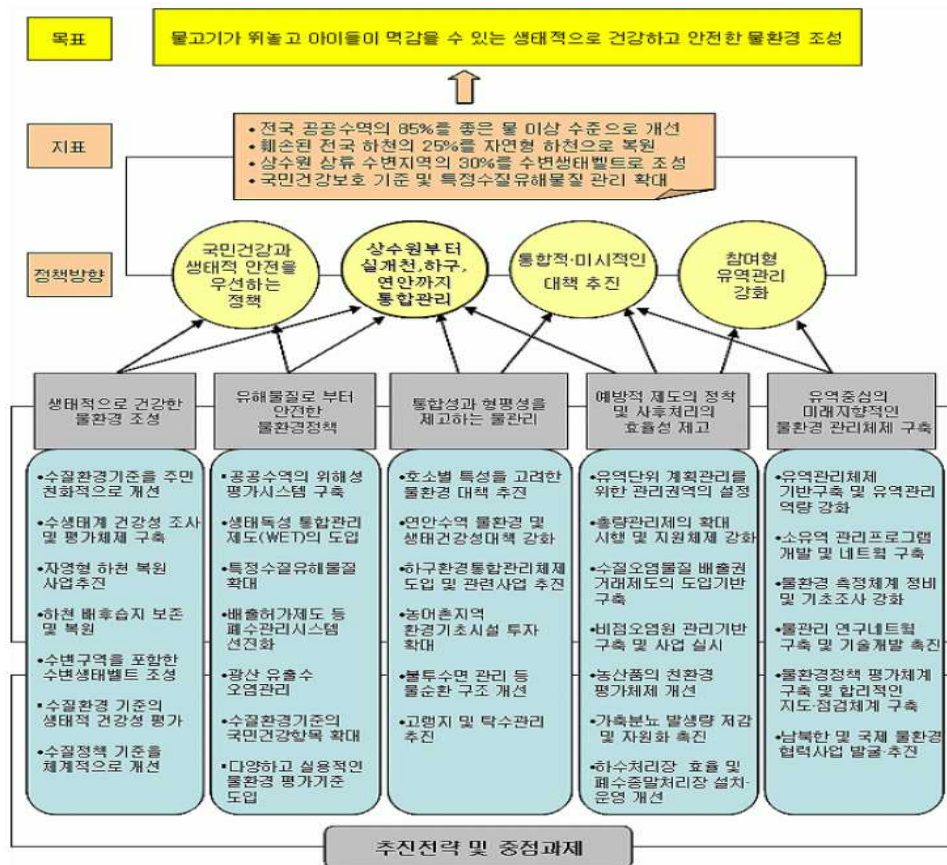 목표
물고기가 뛰놀고 아이들이 멱감을 수 있는 생태적으로 건강하고 안전한 물환경 조성
지표
• 전국 공공수역의 85%를 좋은 물 이상 수준으로 개선
• 훼손된 전국 하천의 25%를 자연형 하천으로 복원
• 상수원 상류 수변지역의 30%를 수변생태벨트로 조성
• 국민건강보호 기준 및 특정수질유해물질 관리 확대
정책방향
국민건강과
생태적 안전을
우선하는
정책
상수원부터
실개천,하구,
연안까지
통합관리
통합적·미시적인
대책 추진
참여형
유역관리
강화
생태적으로 건강한
물환경 조성
유해물질로 부터
안전한
물환경정책
통합성과 형평성을
제고하는 물관리
예방적 제도의 정착
및 사후처리의
효율성 제고
유역중심의
미래지향적인
물환경 관리체제 구축
•수질환경기준을 주민
친화적으로 개선
•수생태계 건강성 조사
및 평가체제 구축
•자영형 하천 복원
사업추진
•하천 배후습지 보존
및 복원
•수변구역을 포함한
수변생태벨트 조성
•수질환경 기준의
생태적 건강성 평가
•수질정책 기준을
체계적으로 개선
•공공수역의 위해성
평가시스템 구축
•생태독성 통합관리
제도(WET)의 도입
•특정수질유해물질
확대
•배출허가제도 등
폐수관리시스템
선진화
•광산 유출수
오염관리
•수질환경기준의
국민건강항목 확대
•다양하고 실용적인
물환경 평가기준
도입
•호소별 특성을 고려한
물환경 대책 추진
•연안수역 물환경 및
생태건강성대책 강화
•하구환경통합관리체제
도입 및 관련사업 추진
•농어촌지역
환경기초시설 투자
확대
•불투수면 관리 등
물순환 구조 개선
•고랭지 및 탁수관리
추진
•유역단위 계획관리를
위한 관리권역의 설정
•총량관리제의 확대
시행 및 지원체제 강화
•수질오염물질 배출권
거래제도의 도입기반
구축
•비점오염원 관리기반
구축 및 사업 실시
•농산품의 친환경
평가체제 개선
•가축분뇨 발생량 저감
및 자원화 촉진
•하수처리장 효율 및
폐수종말처리장 설치·
운영 개선
•유역관리체제
기반구축 및 유역관리
역량 강화
•소유역 관리프로그램
개발 및 네트웍 구축
•물환경 측정체계 정비
및 기초조사 강화
•물관리 연구네트웍
구축 및 기술개발 촉진
•물환경정책 평가체계
구축 및 합리적인
지도·점검체계 구축
•남북한 및 국제 물환경
협력사업 발굴·추진
추진전략 및 중점과제